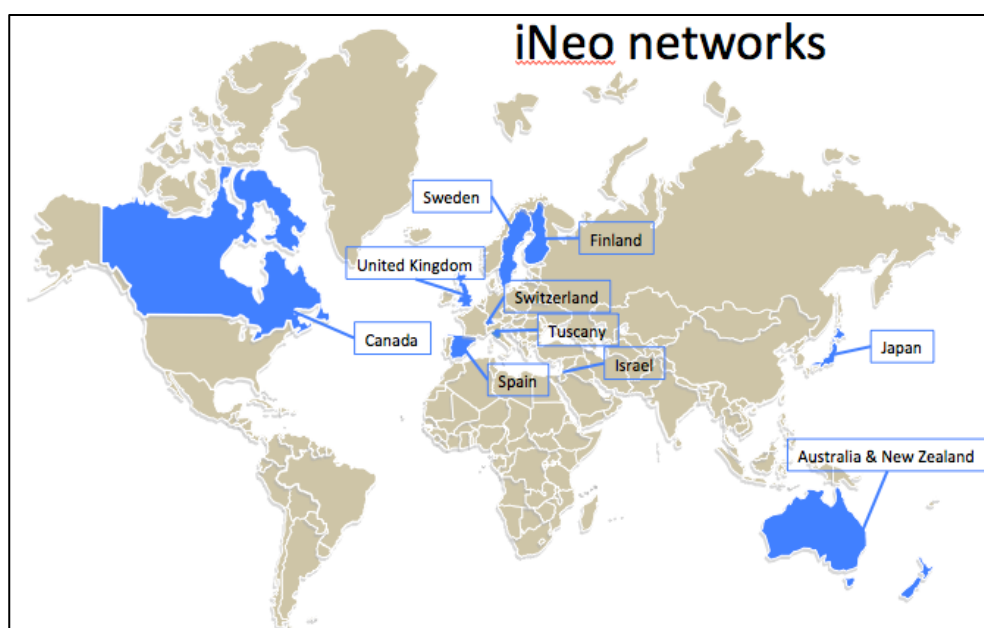 iNeo networks
Sweden
Finland
United Kingdom
Switzerland
Tuscany
Canada
Japan
Israel
Spain
Australia & New Zealand